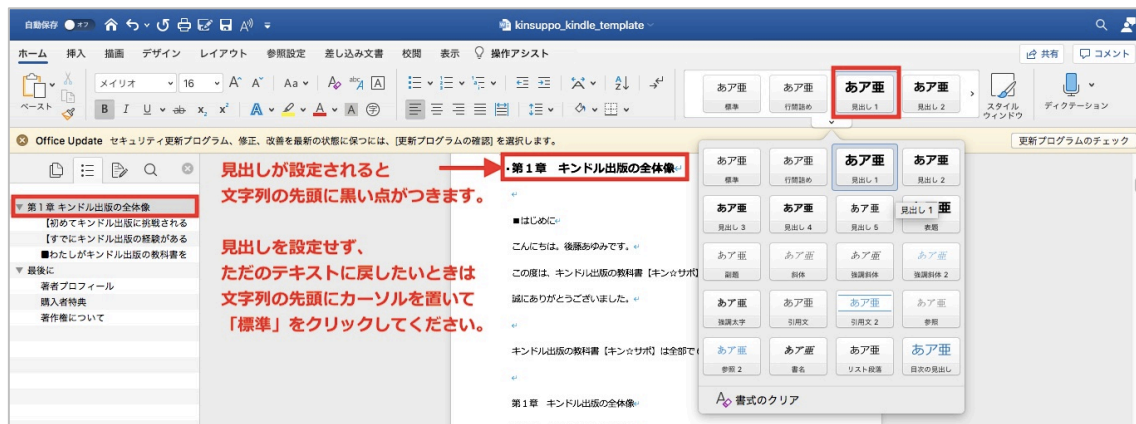 自動保存 オフ kinsuppo_kindle_template
ホーム 挿入 描画 デザイン レイアウト 参照設定 差し込み文書 校閲 表示 操作アシスト 共有 コメント
ペースト
メイリオ 16
B I U ab x₂ x²
あア亜 標準
あア亜 行間詰め
あア亜 見出し 1
あア亜 見出し 2
スタイル
ウィンドウ
ディクテーション
Office Update セキュリティ更新プログラム、修正、改善を最新の状態に保つには、[更新プログラムの確認] を選択します。 更新プログラムのチェック
第1章 キンドル出版の全体像
【初めてキンドル出版に挑戦される
【すでにキンドル出版の経験がある
■わたしがキンドル出版の教科書を
最後に
著者プロフィール
購入者特典
著作権について
見出しが設定されると
文字列の先頭に黒い点がつきます。
見出しを設定せず、
ただのテキストに戻したいときは
文字列の先頭にカーソルを置いて
「標準」をクリックしてください。
・第1章 キンドル出版の全体像
■はじめに
こんにちは。後藤あゆみです。
この度は、キンドル出版の教科書【キン☆サポ】
誠にありがとうございました。
キンドル出版の教科書【キン☆サポ】は全部で
第1章 キンドル出版の全体像
あア亜 標準
あア亜 行間詰め
あア亜 見出し 1
あア亜 見出し 2
あア亜 見出し 3
あア亜 見出し 4
あア亜 見出し 5
見出し 1
亜 表題
あア亜 副題
あア亜 斜体
あア亜 強調斜体
あア亜 強調斜体 2
あア亜 強調太字
あア亜 引用文
あア亜 引用文 2
あア亜 参照
あア亜 参照 2
あア亜 書名
あア亜 リスト段落
あア亜 目次の見出し
書式のクリア